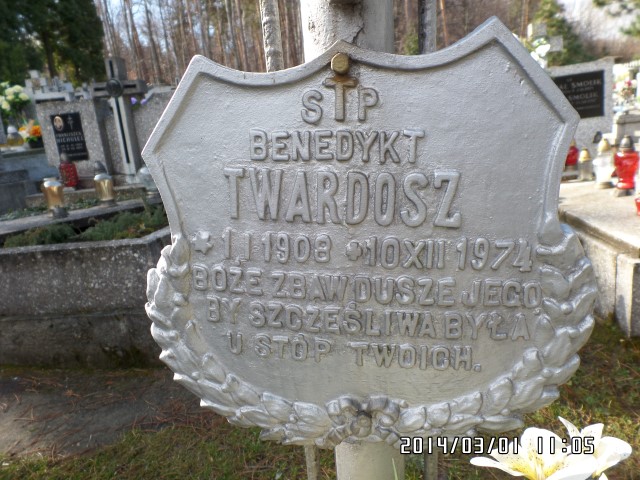 S†P
BENEDYKT
TWARDOSZ
* 1 I 1908 + 10 XII 1974
BOŻE ZBAW DUSZE JEGO
BY SZCZĘŚLIWA BYŁA
U STÓP TWOICH.
2014/03/01 11:05